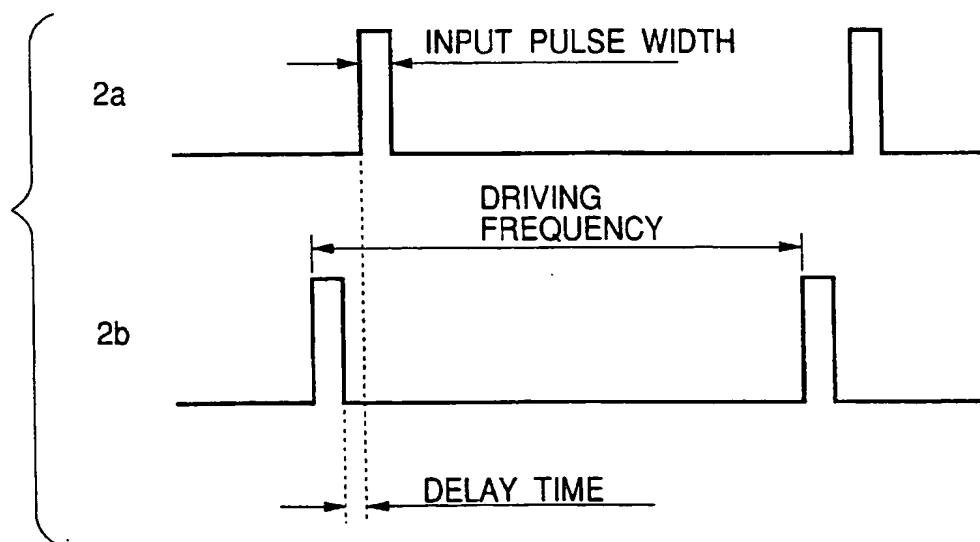 INPUT PULSE WIDTH
2a
DRIVING
FREQUENCY
2b
DELAY TIME